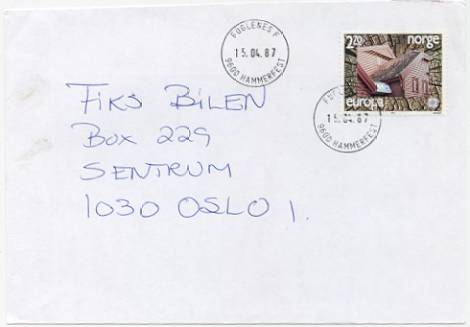 FUGLENES F
15.04.87
9600 HAMMERFEST
2.70 norge
europa
15.04.87
9600 HAMMERFEST
FIKS BILEN
BOX 229
SENTRUM
1030 OSLO 1.